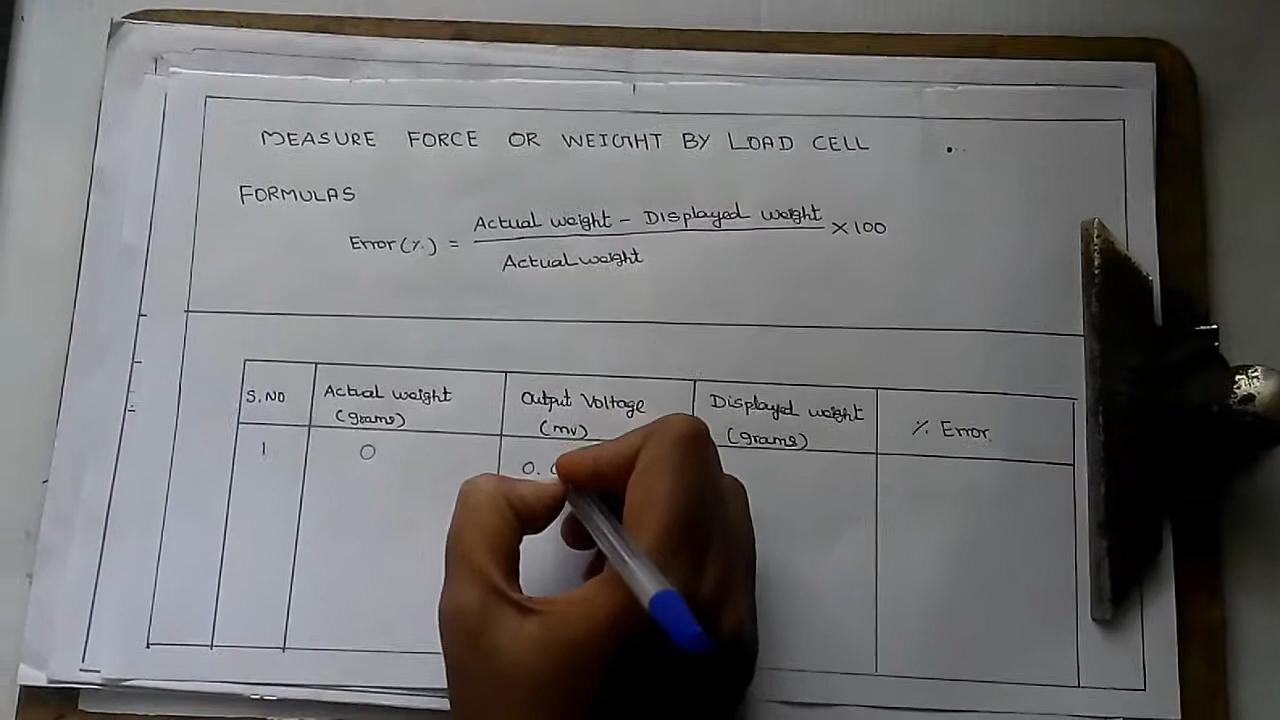 MEASURE FORCE OR WEIGHT BY LOAD CELL
FORMULAS
Error(%) = Actual weight - Displayed weight × 100
Actual weight
S.NO Actual weight (grams) Output Voltage (mv) Displayed weight (grams) % Error
1 0 0.